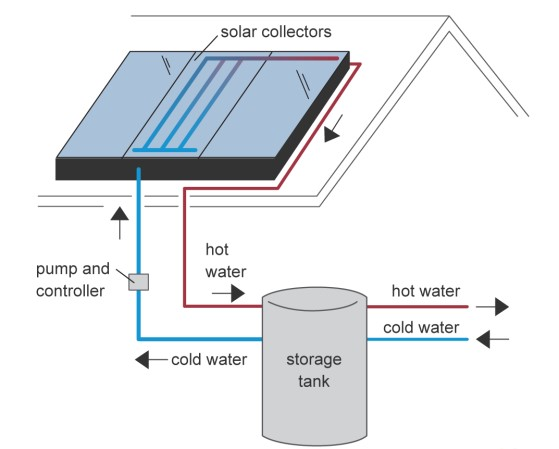 solar collectors
hot
water
pump and
controller
hot water
cold water
cold water
storage
tank